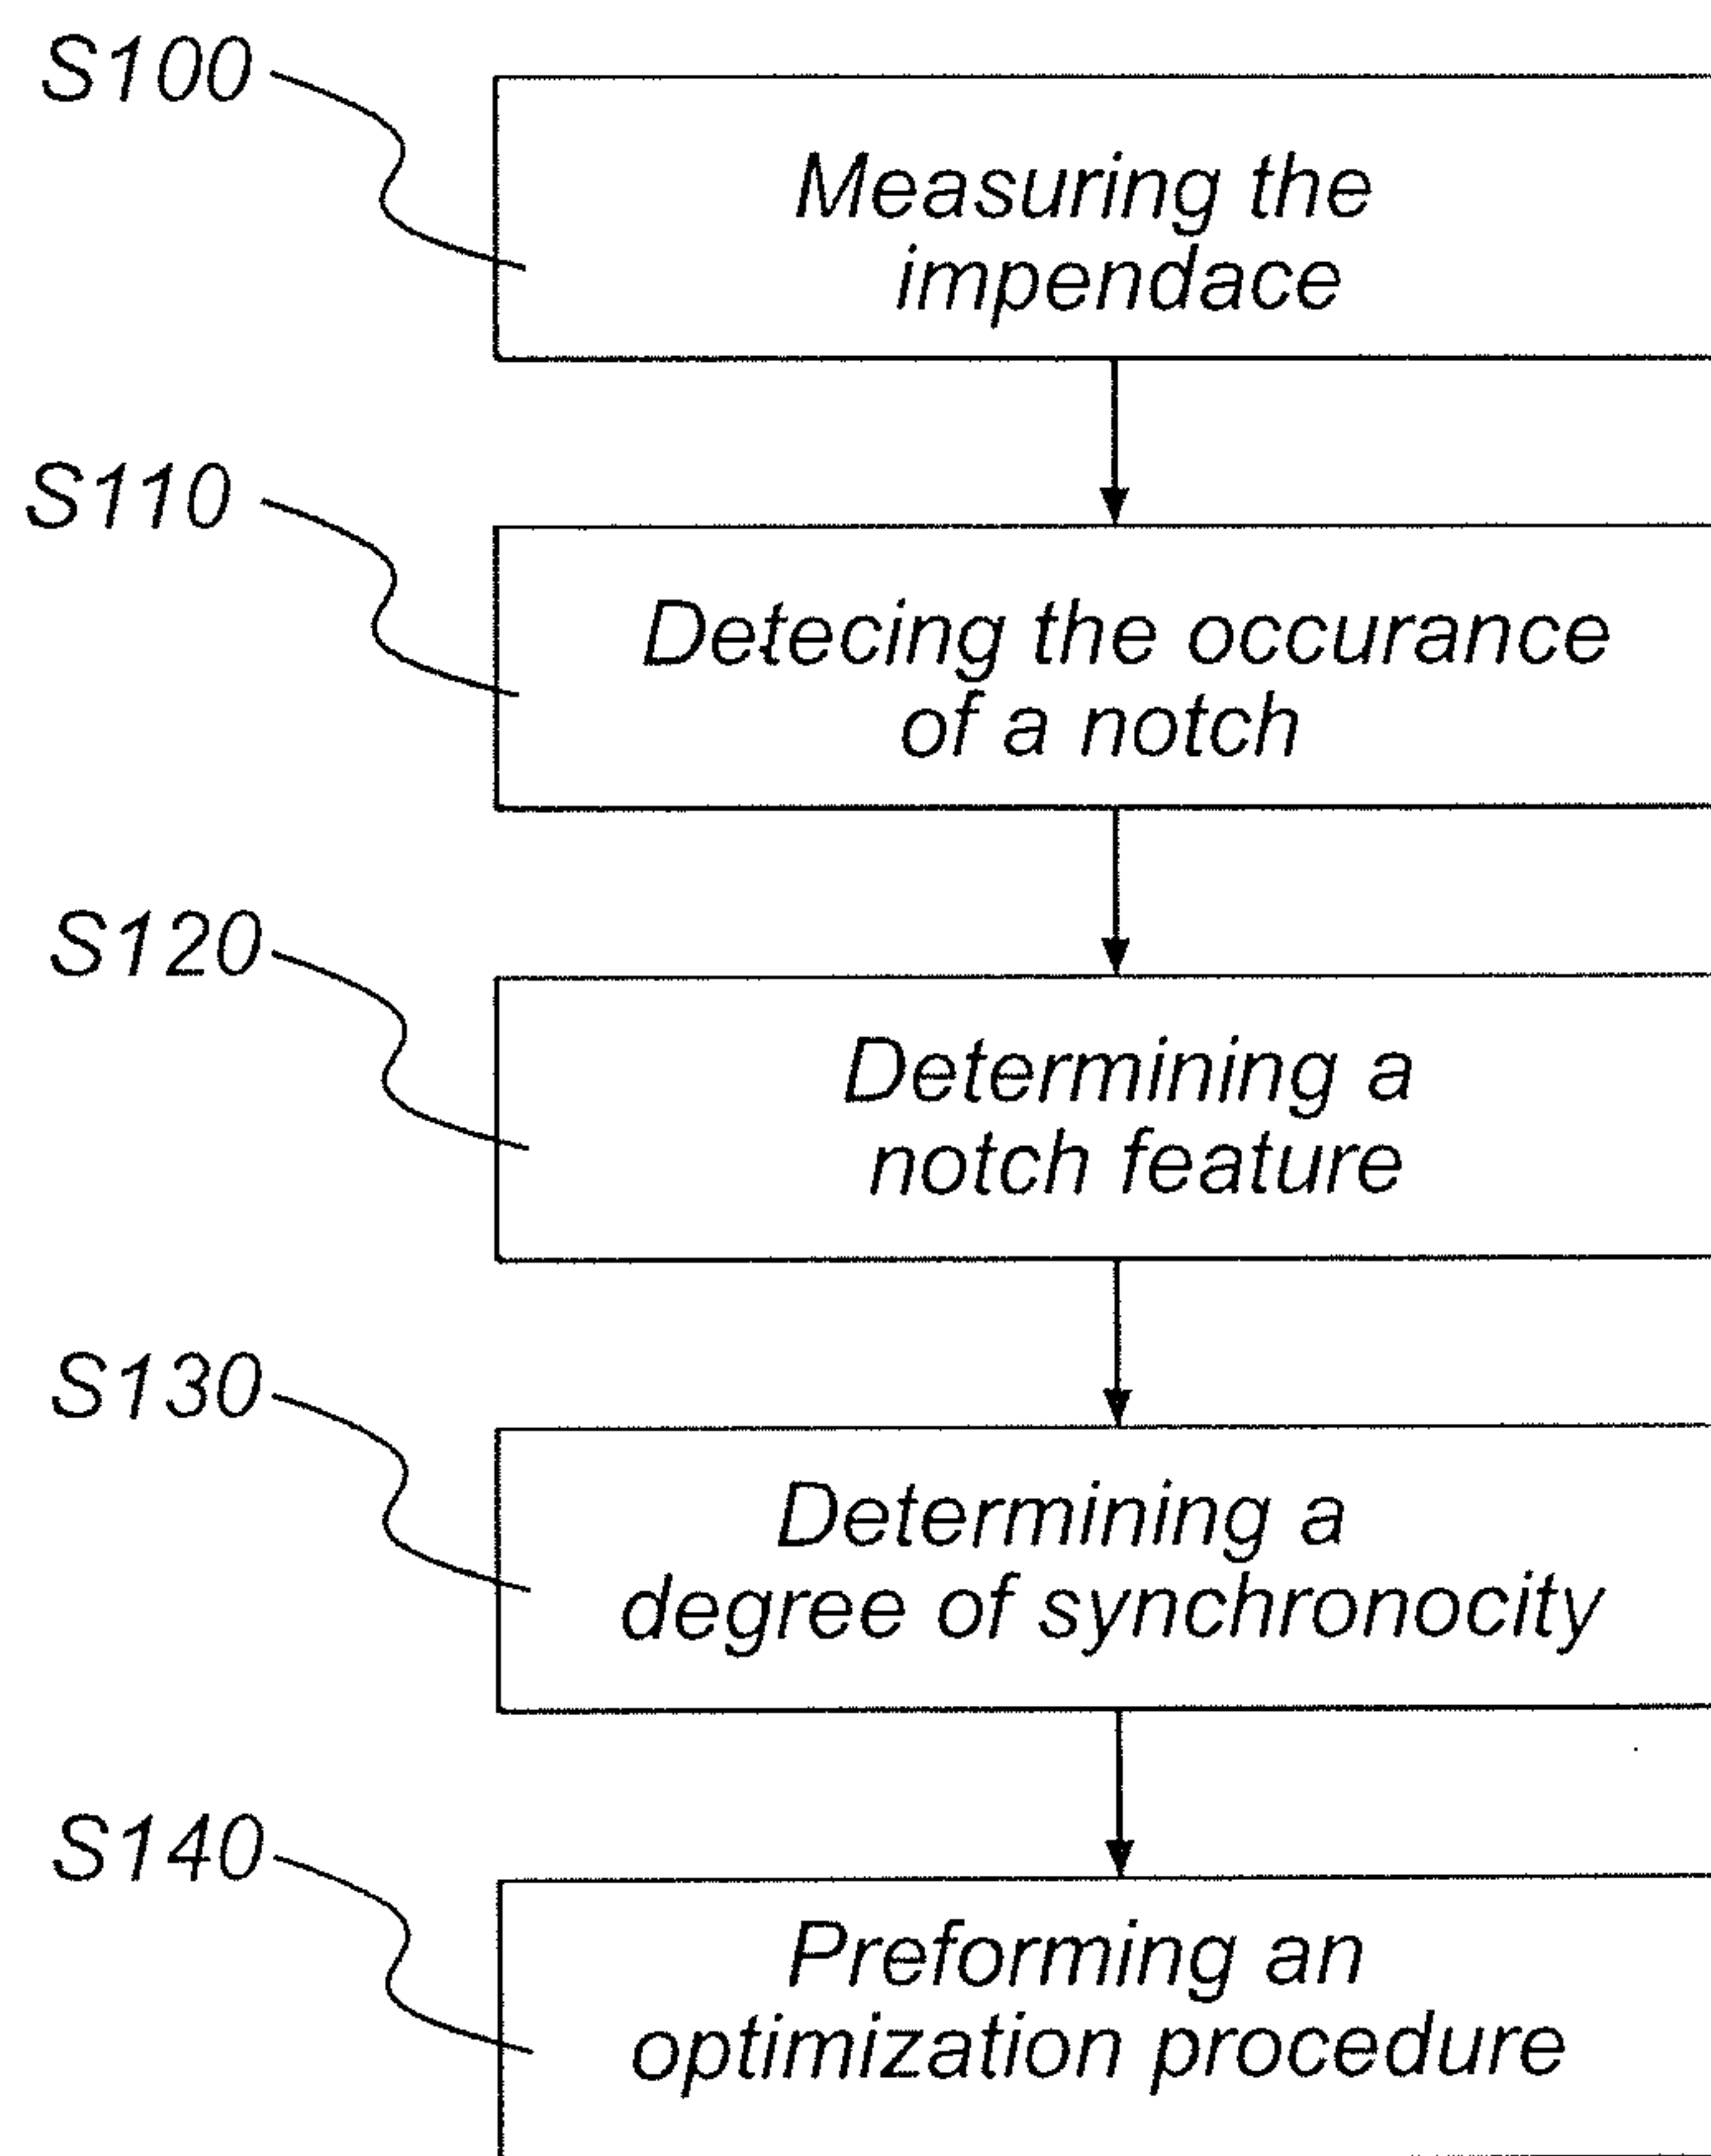 S100
Measuring the
impendace
S110
Detecing the occurance
of a notch
S120
Determining a
notch feature
S130
Determining a
degree of synchronocity
S140
Preforming an
optimization procedure